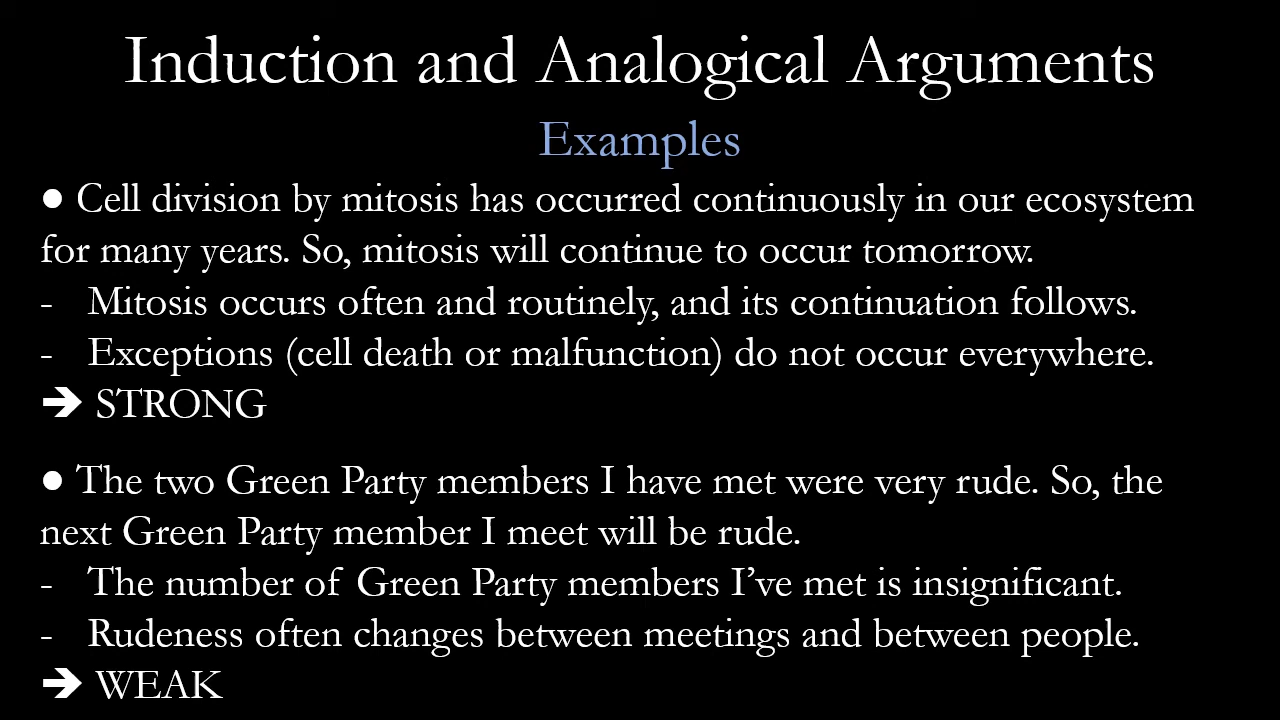 Induction and Analogical Arguments
Examples
● Cell division by mitosis has occurred continuously in our ecosystem
for many years. So, mitosis will continue to occur tomorrow.
- Mitosis occurs often and routinely, and its continuation follows.
- Exceptions (cell death or malfunction) do not occur everywhere.
➔ STRONG
● The two Green Party members I have met were very rude. So, the
next Green Party member I meet will be rude.
- The number of Green Party members I’ve met is insignificant.
- Rudeness often changes between meetings and between people.
➔ WEAK